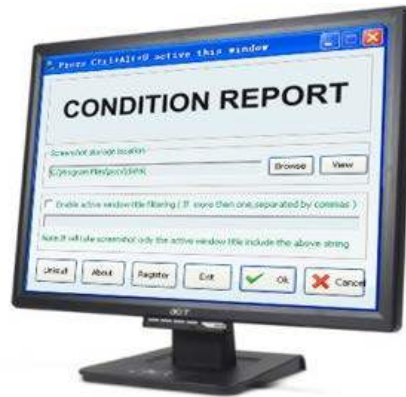 Press Ctrl+Alt+U active this window
CONDITION REPORT
Screenshot storage location
Browse
View
Enable active window title filtering ( If more then one,separated by commas )
Note:It will take screenshot only the active window title include the above string
About
Register
Exit
Ok
Cancel
acer